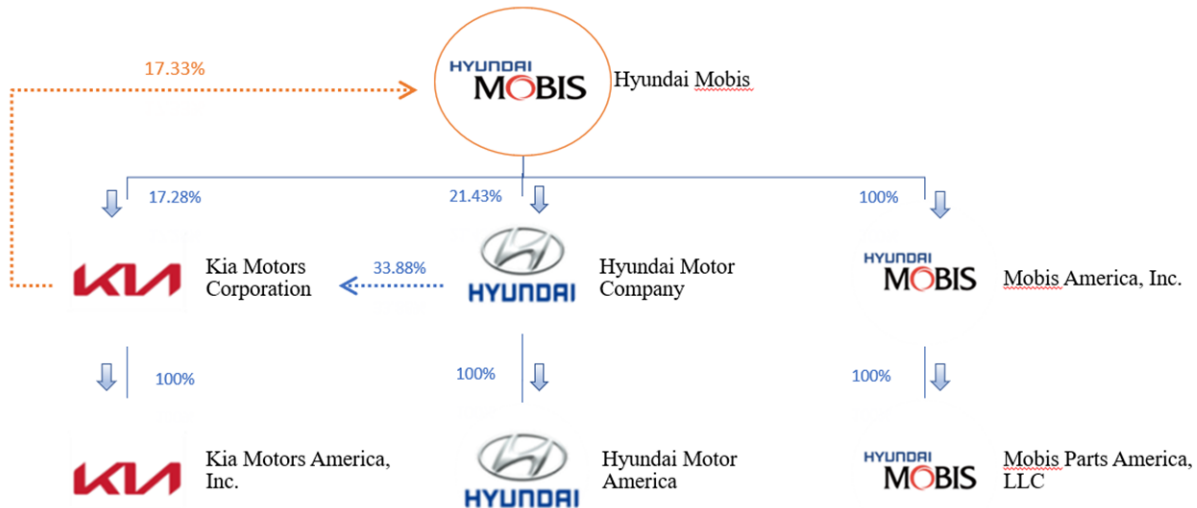 17.33%
HYUNDAI
MOBIS
Hyundai Mobis
17.28%
21.43%
100%
KIA
Kia Motors
Corporation
33.88%
HYUNDAI
Hyundai Motor
Company
HYUNDAI
MOBIS
Mobis America, Inc.
100%
100%
100%
KIA
Kia Motors America,
Inc.
HYUNDAI
Hyundai Motor
America
HYUNDAI
MOBIS
Mobis Parts America,
LLC